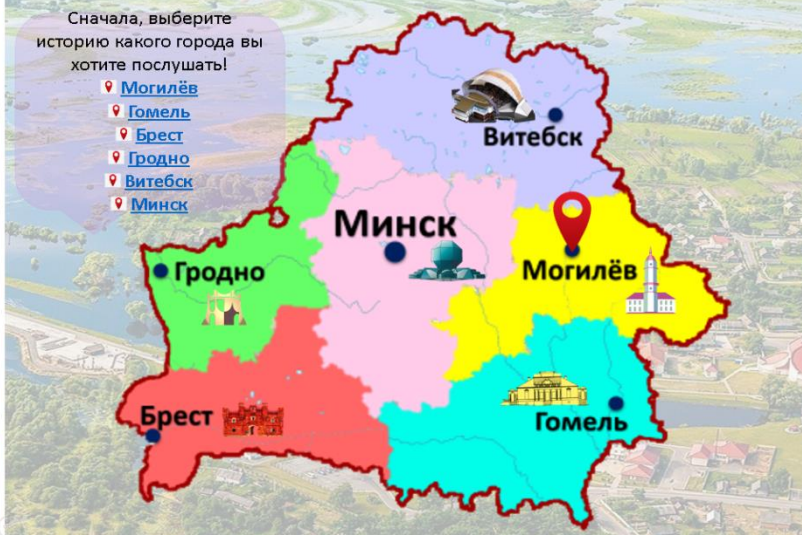 Сначала, выберите
историю какого города вы
хотите послушать!
Могилёв
Гомель
Брест
Гродно
Витебск
Минск
Витебск
Минск
Гродно
Могилёв
Брест
Гомель